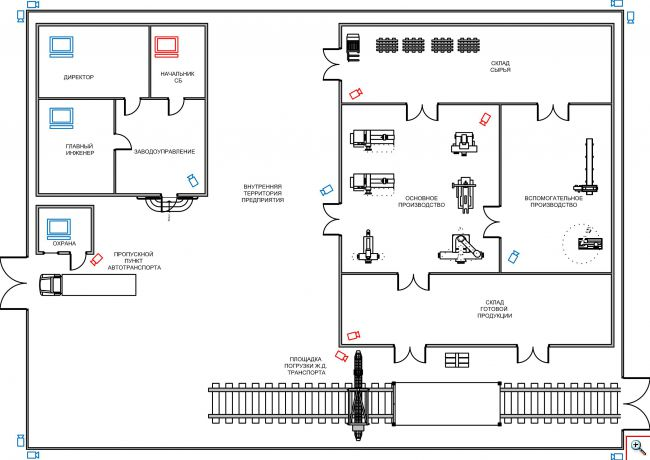 ДИРЕКТОР
НАЧАЛЬНИК
СБ
СКЛАД
СЫРЬЯ
ГЛАВНЫЙ
ИНЖЕНЕР
ЗАВОДОУПРАВЛЕНИЕ
ВНУТРЕННЯЯ
ТЕРРИТОРИЯ
ПРЕДПРИЯТИЯ
ОСНОВНОЕ
ПРОИЗВОДСТВО
ВСПОМОГАТЕЛЬНОЕ
ПРОИЗВОДСТВО
ОХРАНА
ПРОПУСКНОЙ
ПУНКТ
АВТОТРАНСПОРТА
СКЛАД
ГОТОВОЙ
ПРОДУКЦИИ
ПЛОЩАДКА
ПОГРУЗКИ Ж.Д.
ТРАНСПОРТА